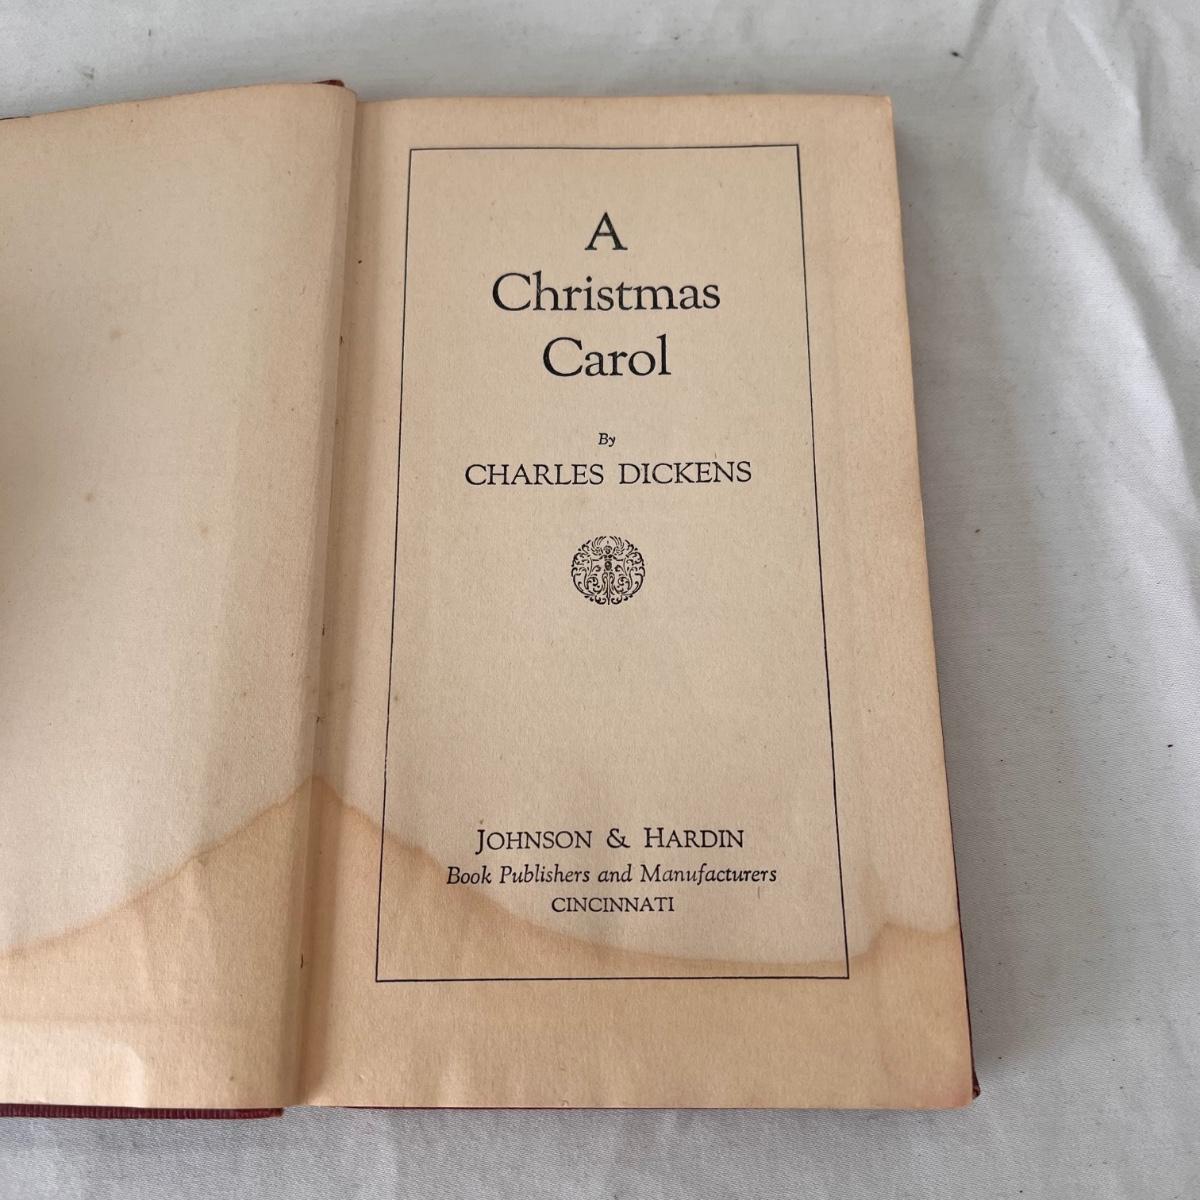 A
Christmas
Carol
By
CHARLES DICKENS
JOHNSON & HARDIN
Book Publishers and Manufacturers
CINCINNATI